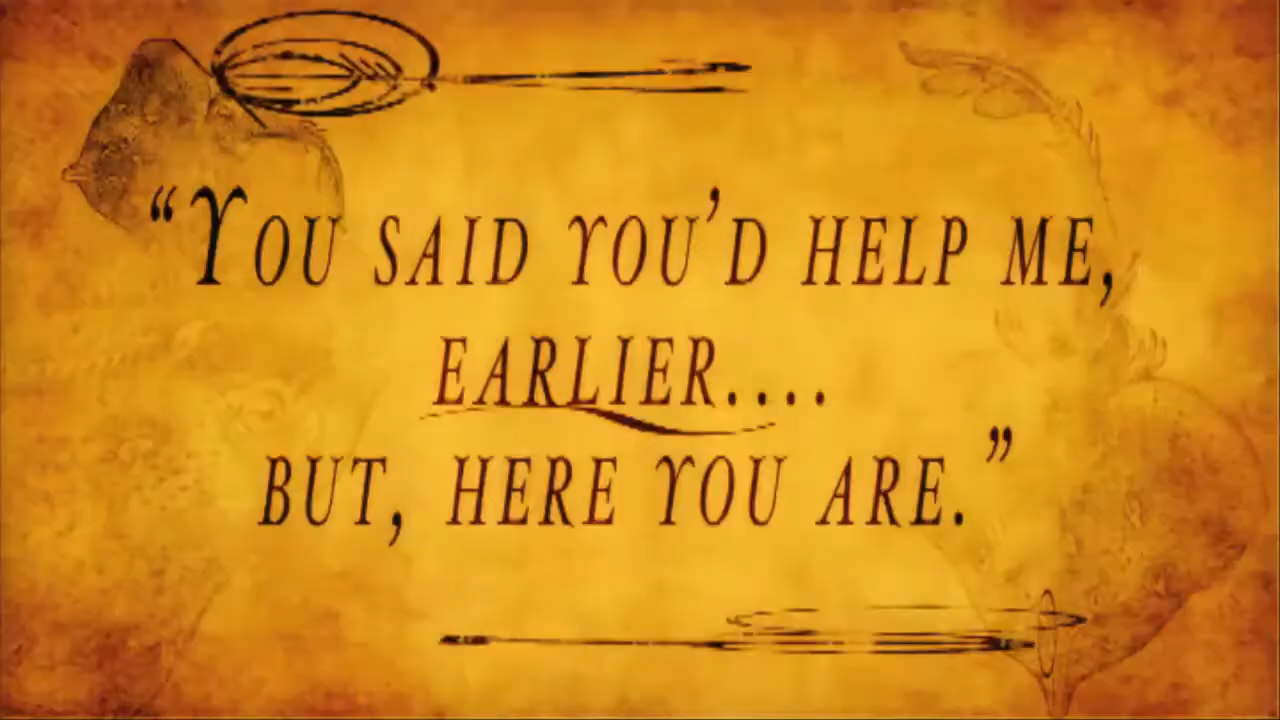 “YOU SAID YOU’D HELP ME,
EARLIER....
BUT, HERE YOU ARE.”